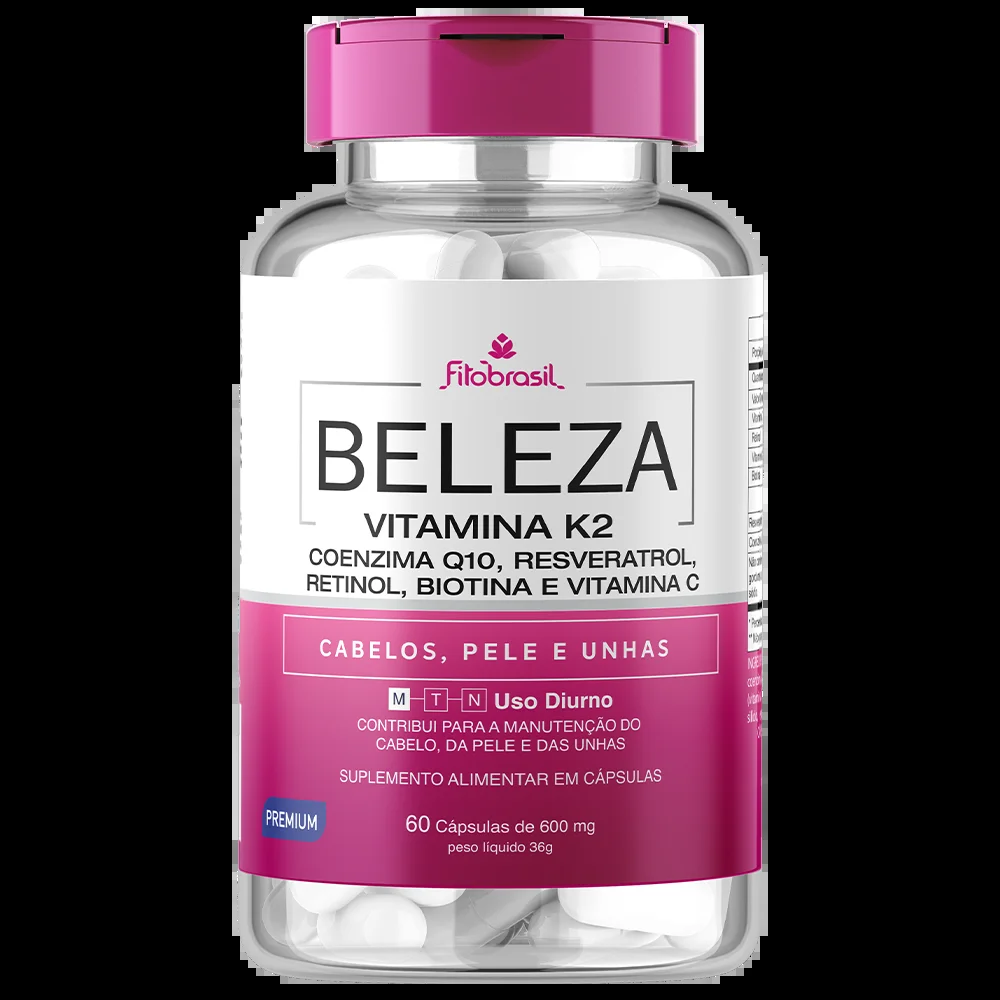 Fitobrasil
BELEZA
VITAMINA K2
COENZIMA Q10, RESVERATROL,
RETINOL, BIOTINA E VITAMINA C
CABELOS, PELE E UNHAS
M T N Uso Diurno
CONTRIBUI PARA A MANUTENÇÃO DO
CABELO, DA PELE E DAS UNHAS
SUPLEMENTO ALIMENTAR EM CÁPSULAS
PREMIUM
60 Cápsulas de 600 mg
peso líquido 36g